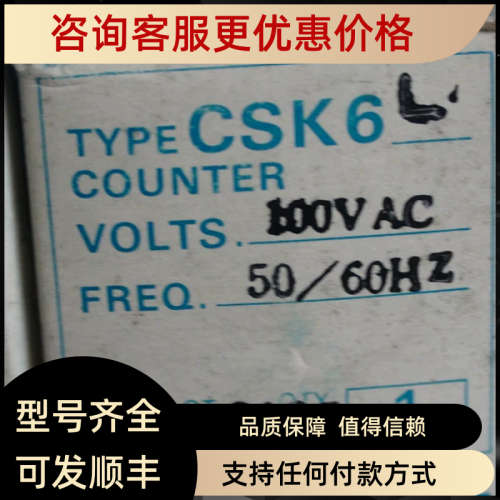 咨询客服更优惠价格
TYPE CSK6 L
COUNTER
VOLTS. 100V AC
FREQ. 50/60HZ
1
型号齐全
可发顺丰
品质保障 值得信赖
支持任何付款方式